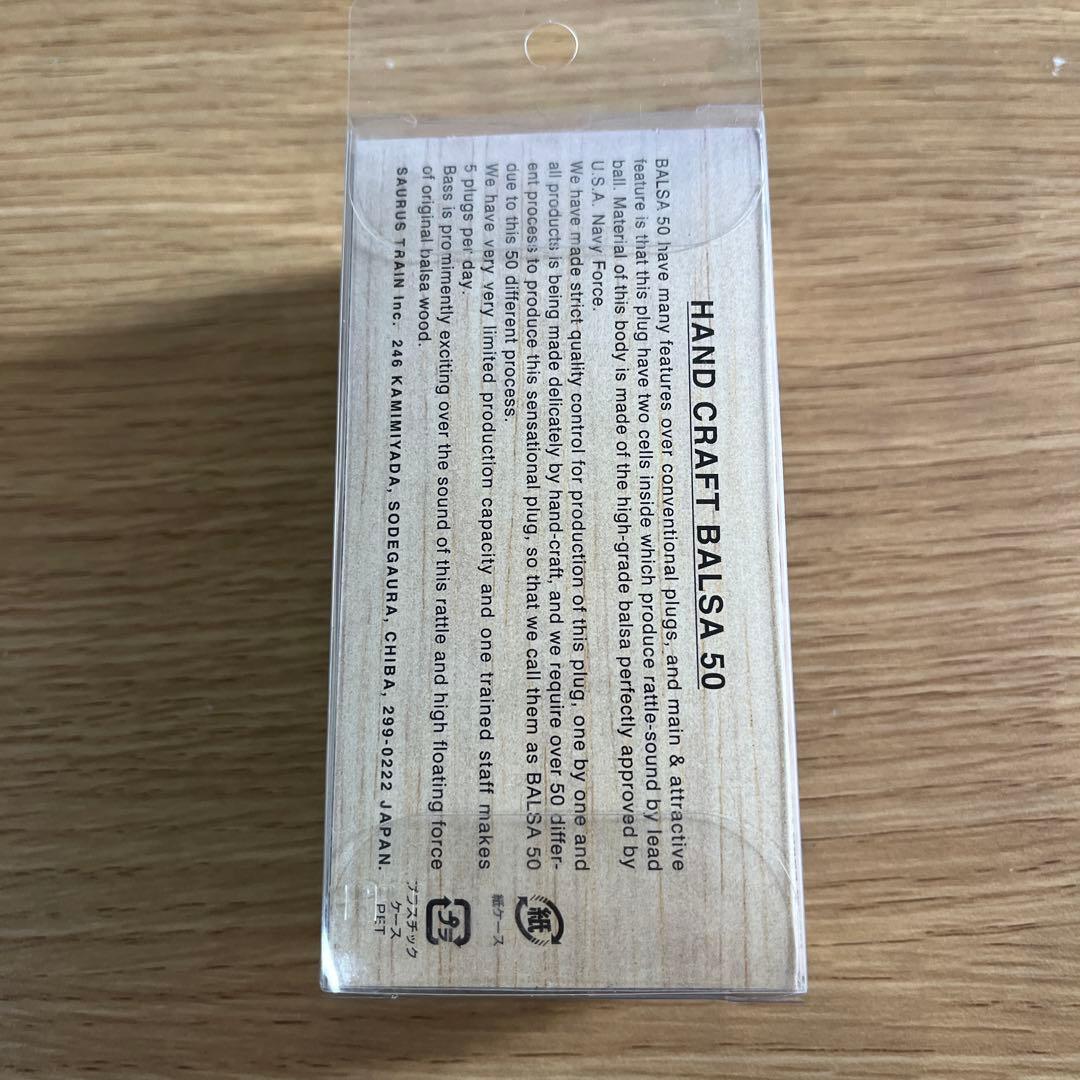 HAND CRAFT BALSA 50
BALSA 50 have many features over conventional plugs, and main & attractive
feature is that this plug have two cells inside which produce rattle-sound by lead
ball. Material of this body is made of the high-grade balsa perfectly approved by
U.S.A. Navy Force.
We have made strict quality control for production of this plug, one by one and
all products is being made delicately by hand-craft, and we require over 50 differ-
ent process to produce this sensational plug, so that we call them as BALSA 50
due to this 50 different process.
We have very very limited production capacity and one trained staff makes
5 plugs per day.
Bass is promimently exciting over the sound of this rattle and high floating force
of original balsa wood.
SAURUS TRAIN Inc. 246 KAMIMIYADA, SODEGAURA, CHIBA, 299-0222 JAPAN.
紙
紙ケース
プラ
プラスチック
ケース
PET